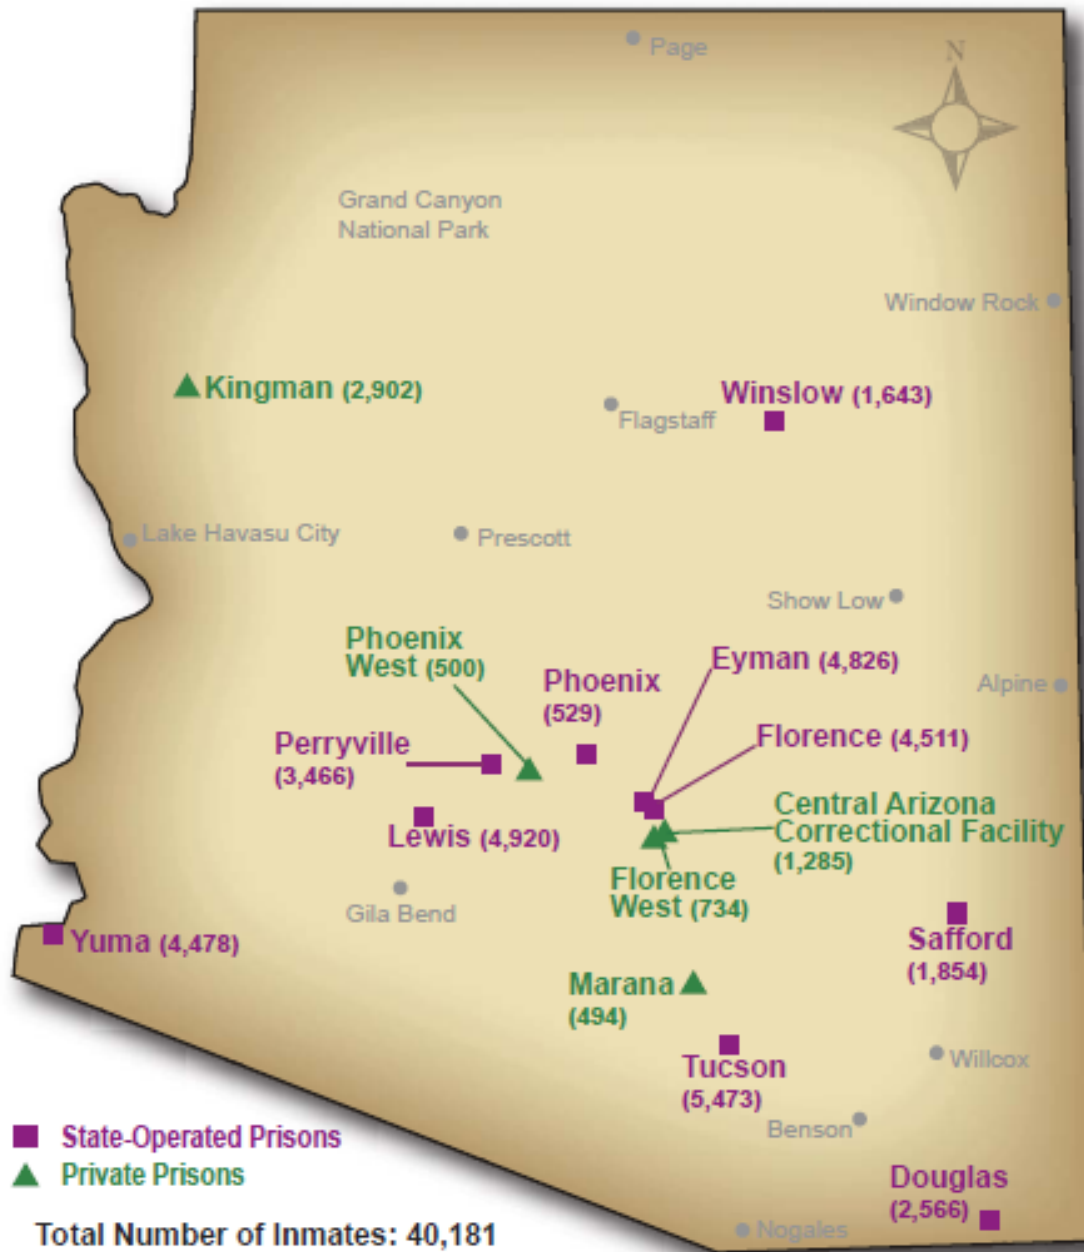 Page
N
Grand Canyon
National Park
Window Rock
Kingman (2,902)
Winslow (1,643)
Flagstaff
Lake Havasu City
Prescott
Show Low
Phoenix
West (500)
Eyman (4,826)
Phoenix
(529)
Alpine
Perryville
(3,466)
Florence (4,511)
Central Arizona
Correctional Facility
(1,285)
Lewis (4,920)
Florence
West (734)
Gila Bend
Yuma (4,478)
Safford
(1,854)
Marana
(494)
Tucson
(5,473)
Willcox
Benson
State-Operated Prisons
Private Prisons
Douglas
(2,566)
Nogales
Total Number of Inmates: 40,181